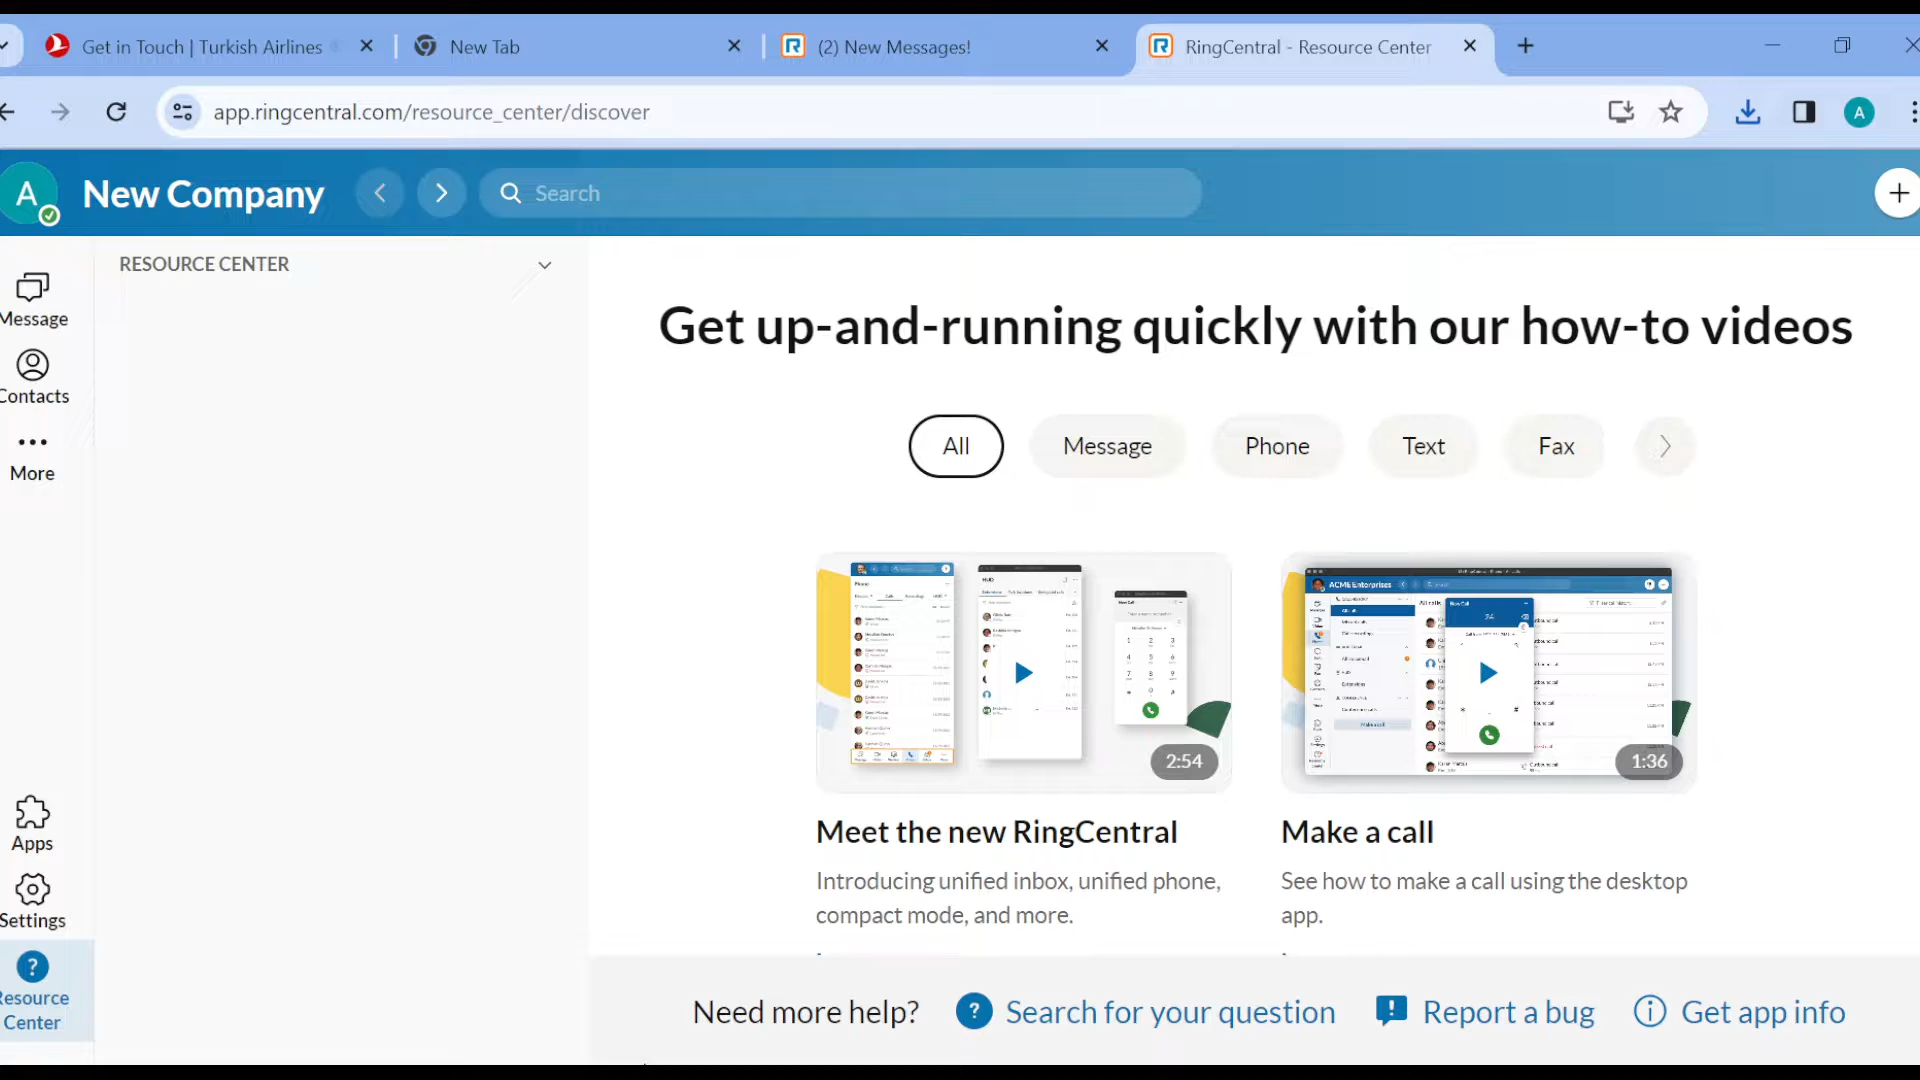 Get in Touch | Turkish Airlines
New Tab
(2) New Messages!
RingCentral - Resource Center
app.ringcentral.com/resource_center/discover
A
A
New Company
Search
RESOURCE CENTER
Message
Contacts
More
Apps
Settings
Resource
Center
Get up-and-running quickly with our how-to videos
All
Message
Phone
Text
Fax
ACME Enterprises
2:54
1:36
Meet the new RingCentral
Introducing unified inbox, unified phone,
compact mode, and more.
Make a call
See how to make a call using the desktop
app.
Need more help?
Search for your question
Report a bug
Get app info